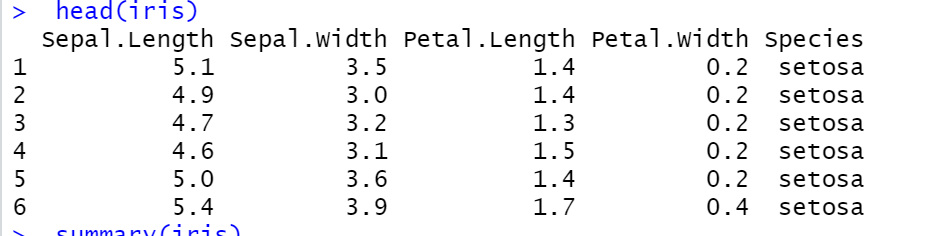 > head(iris)
Sepal.Length Sepal.Width Petal.Length Petal.Width Species
1 5.1 3.5 1.4 0.2 setosa
2 4.9 3.0 1.4 0.2 setosa
3 4.7 3.2 1.3 0.2 setosa
4 4.6 3.1 1.5 0.2 setosa
5 5.0 3.6 1.4 0.2 setosa
6 5.4 3.9 1.7 0.4 setosa
> summary(iris)